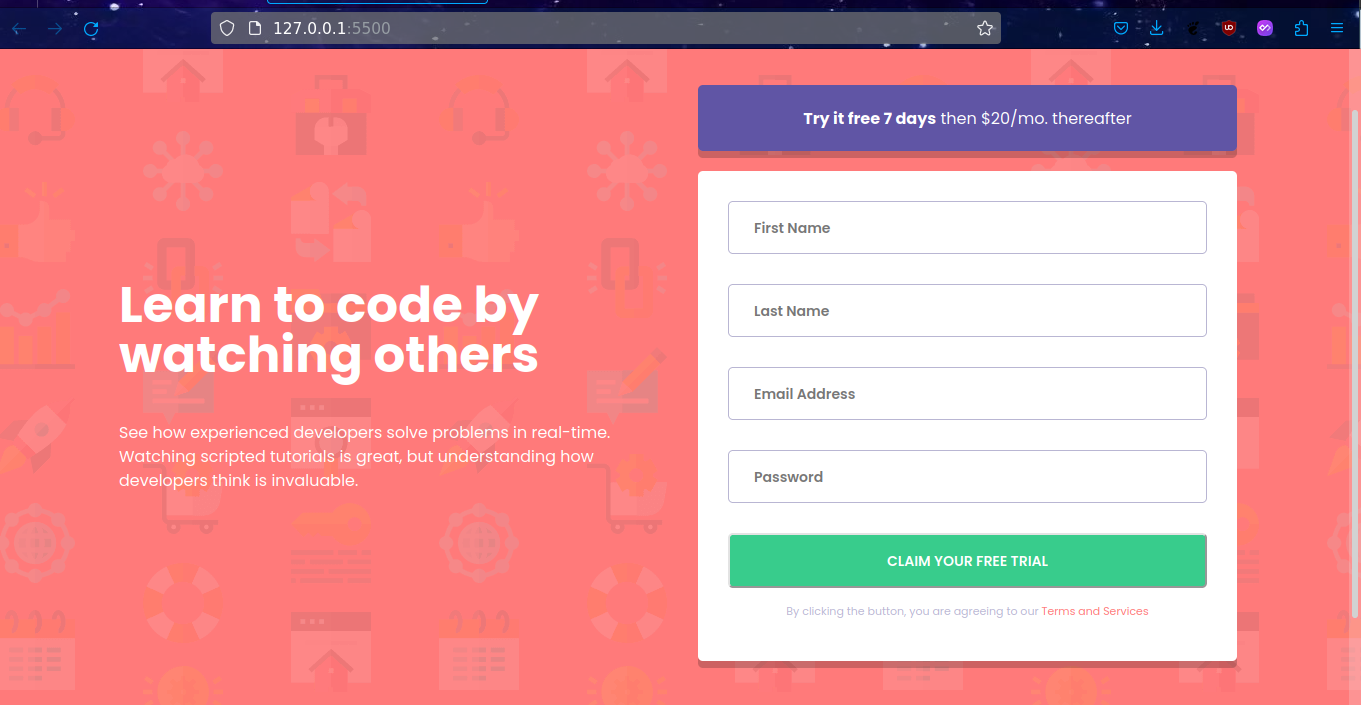 127.0.0.1:5500
Try it free 7 days then $20/mo. thereafter
Learn to code by
watching others
See how experienced developers solve problems in real-time.
Watching scripted tutorials is great, but understanding how
developers think is invaluable.
First Name
Last Name
Email Address
Password
CLAIM YOUR FREE TRIAL
By clicking the button, you are agreeing to our Terms and Services